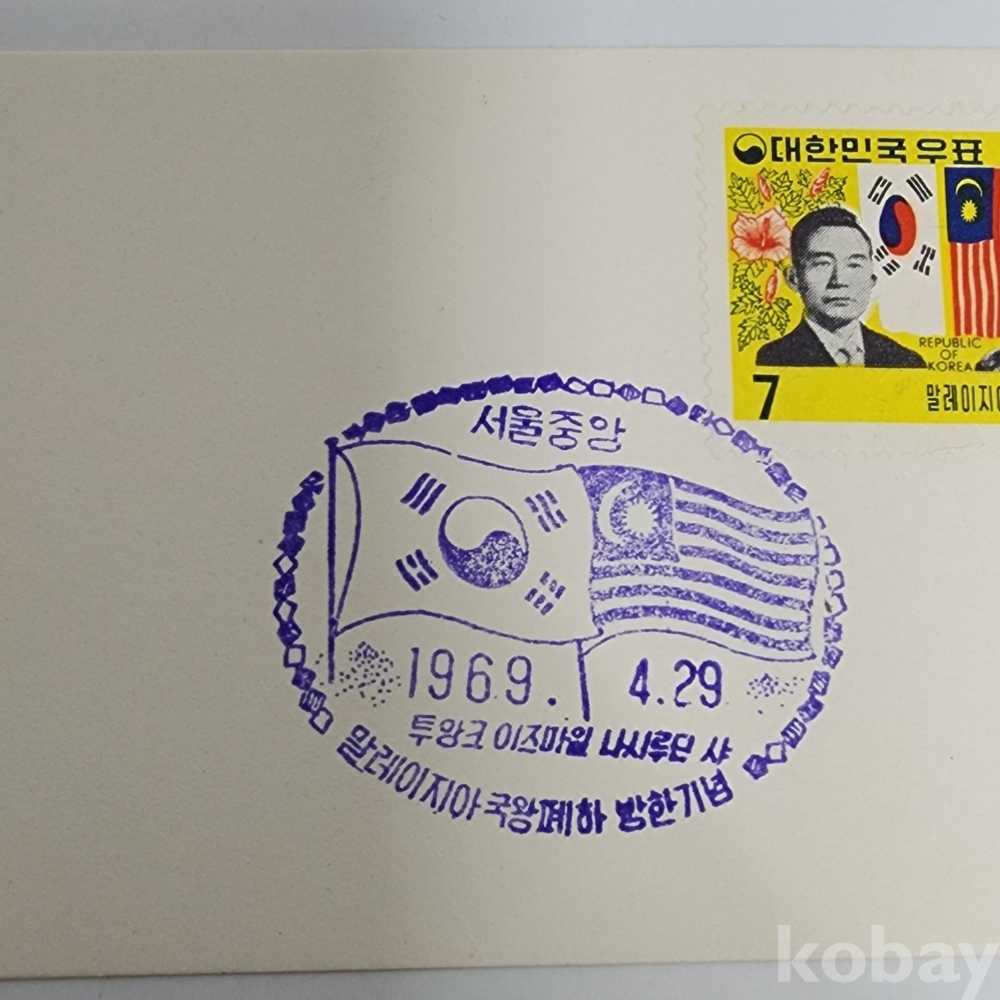 대한민국우표
REPUBLIC
OF
KOREA
7
말레이지아
서울중앙
1969. 4.29
투앙크 이즈마일 나시루딘 샤
말레이지아 국왕폐하 방한기념
kobay